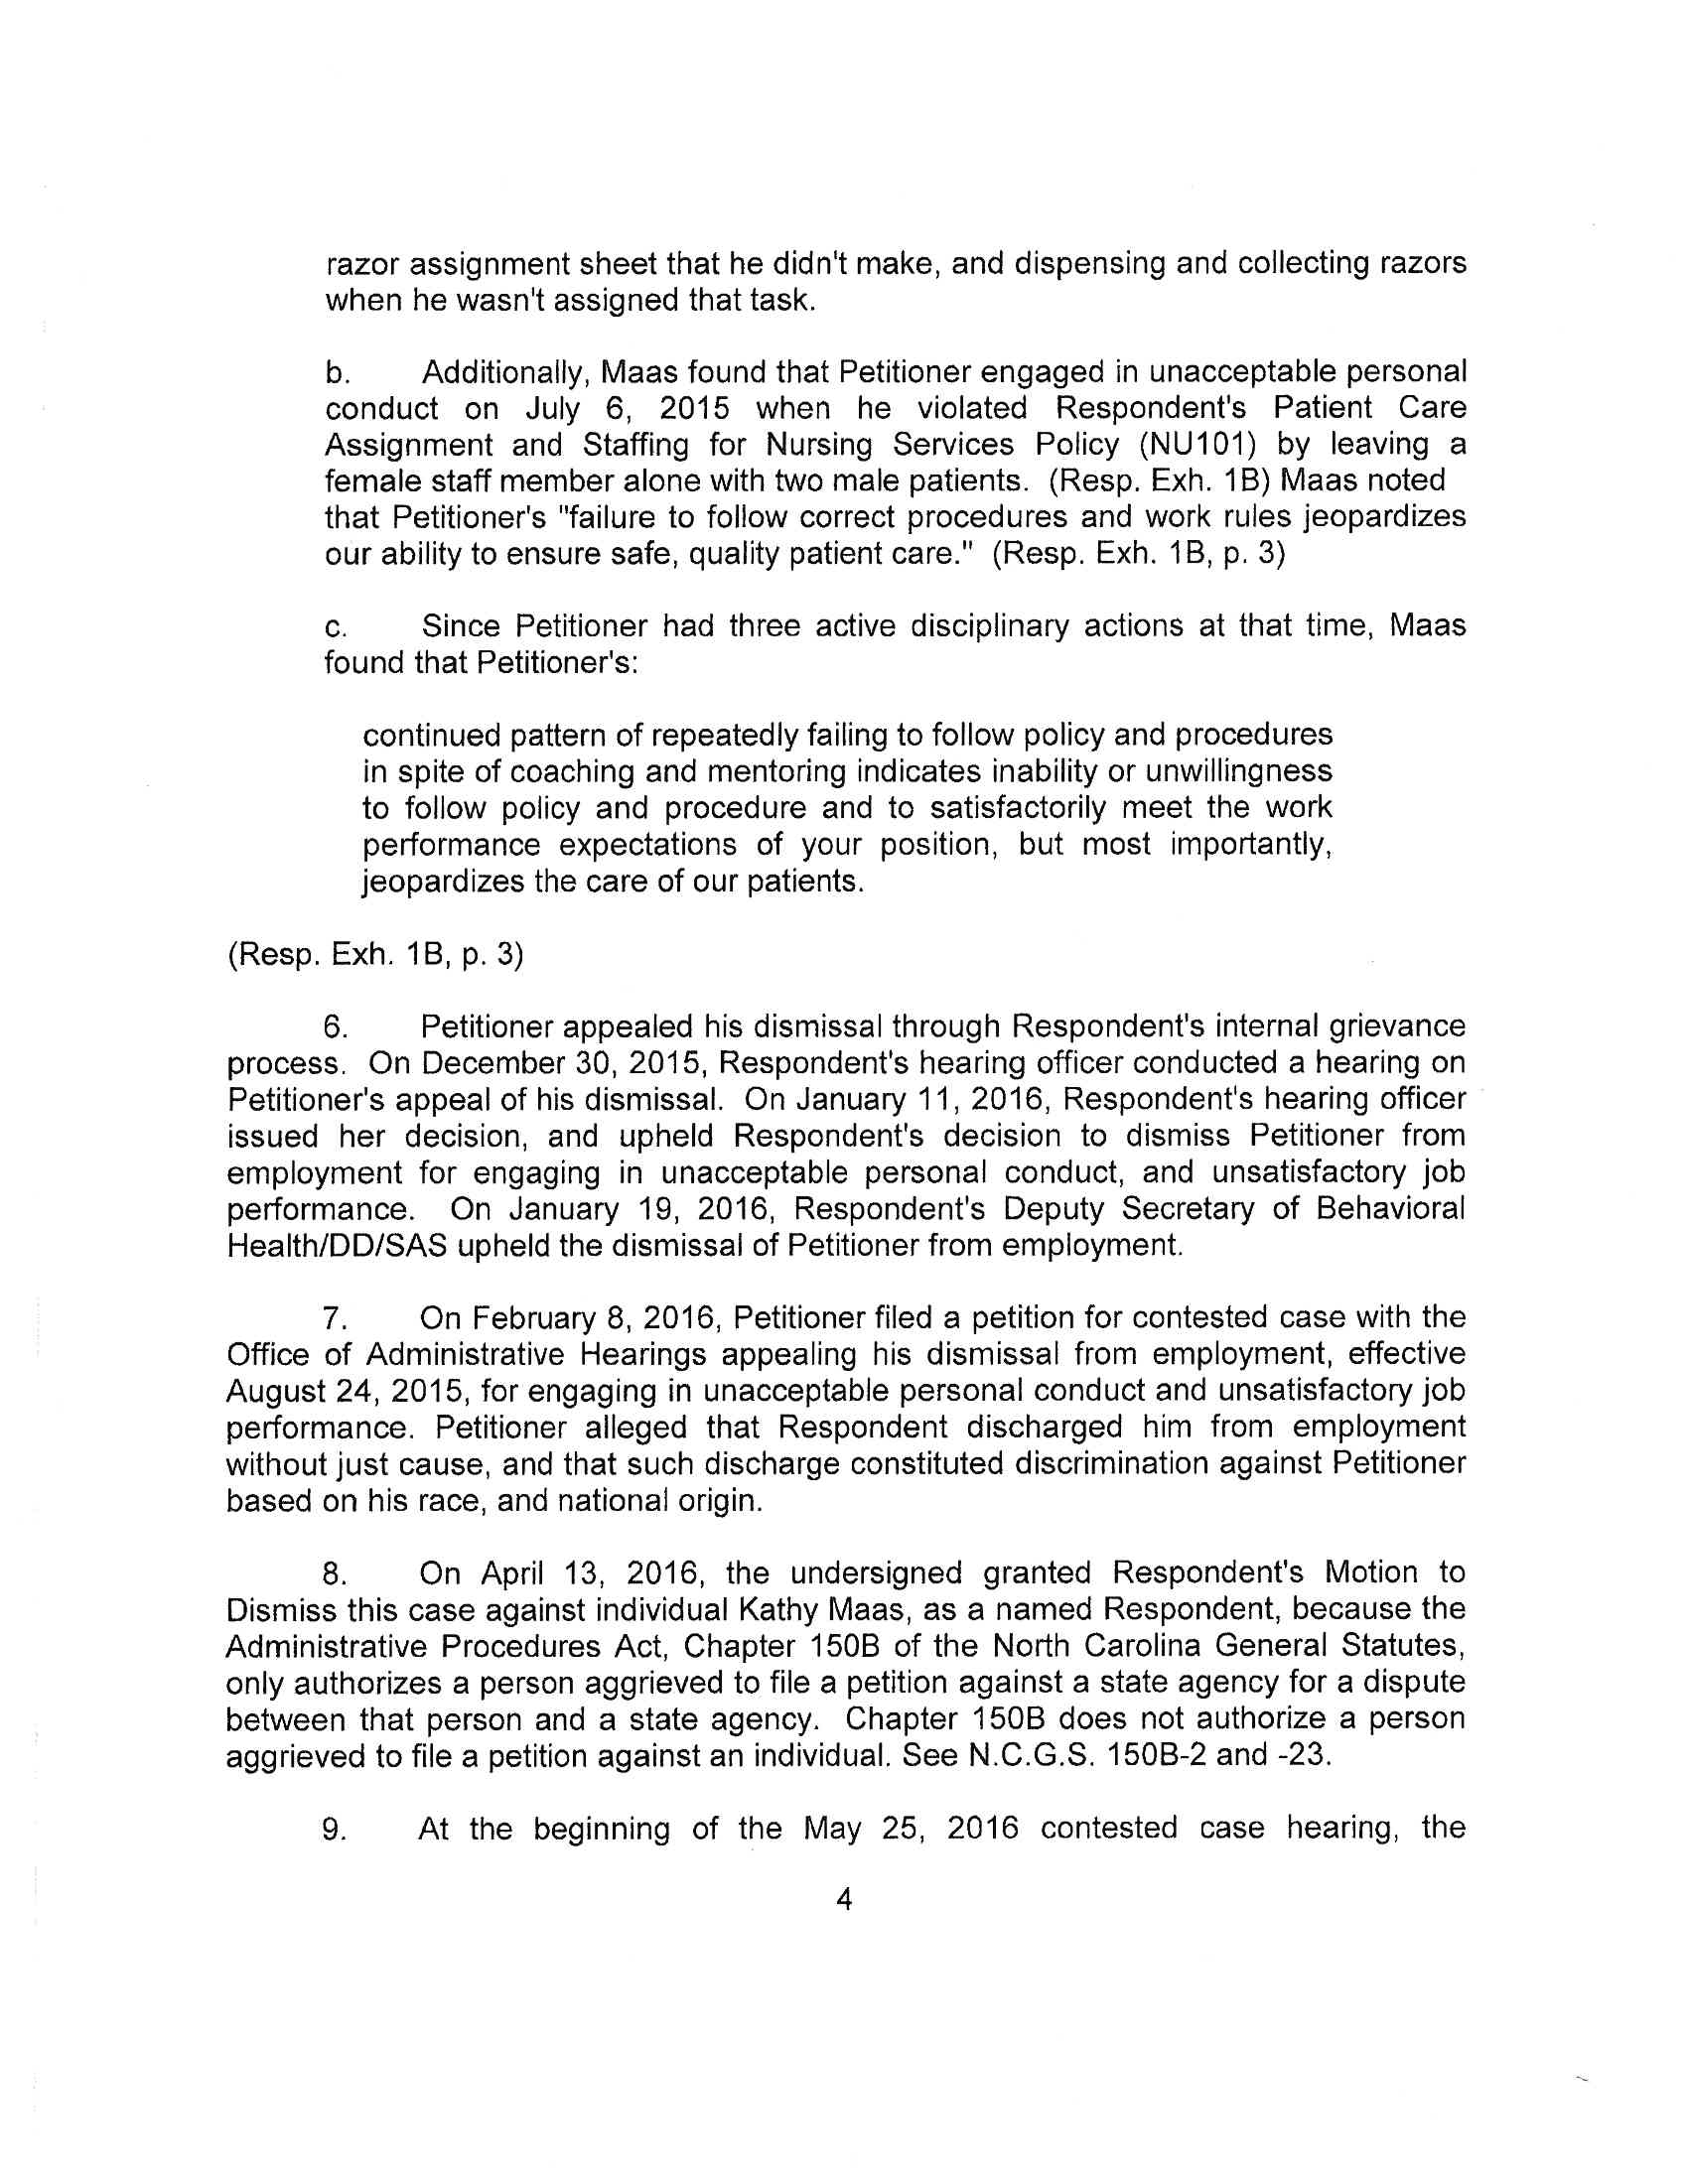 razor assignment sheet that he didn't make, and dispensing and collecting razors
when he wasn't assigned that task.
b. Additionally, Maas found that Petitioner engaged in unacceptable personal
conduct on July 6, 2015 when he violated Respondent's Patient Care
Assignment and Staffing for Nursing Services Policy (NU101) by leaving a
female staff member alone with two male patients. (Resp. Exh. 1B) Maas noted
that Petitioner's "failure to follow correct procedures and work rules jeopardizes
our ability to ensure safe, quality patient care." (Resp. Exh. 1B, p. 3)
c. Since Petitioner had three active disciplinary actions at that time, Maas
found that Petitioner's:
continued pattern of repeatedly failing to follow policy and procedures
in spite of coaching and mentoring indicates inability or unwillingness
to follow policy and procedure and to satisfactorily meet the work
performance expectations of your position, but most importantly,
jeopardizes the care of our patients.
(Resp. Exh. 1B, p. 3)
6. Petitioner appealed his dismissal through Respondent's internal grievance
process. On December 30, 2015, Respondent's hearing officer conducted a hearing on
Petitioner's appeal of his dismissal. On January 11, 2016, Respondent's hearing officer
issued her decision, and upheld Respondent's decision to dismiss Petitioner from
employment for engaging in unacceptable personal conduct, and unsatisfactory job
performance. On January 19, 2016, Respondent's Deputy Secretary of Behavioral
Health/DD/SAS upheld the dismissal of Petitioner from employment.
7. On February 8, 2016, Petitioner filed a petition for contested case with the
Office of Administrative Hearings appealing his dismissal from employment, effective
August 24, 2015, for engaging in unacceptable personal conduct and unsatisfactory job
performance. Petitioner alleged that Respondent discharged him from employment
without just cause, and that such discharge constituted discrimination against Petitioner
based on his race, and national origin.
8. On April 13, 2016, the undersigned granted Respondent's Motion to
Dismiss this case against individual Kathy Maas, as a named Respondent, because the
Administrative Procedures Act, Chapter 150B of the North Carolina General Statutes,
only authorizes a person aggrieved to file a petition against a state agency for a dispute
between that person and a state agency. Chapter 150B does not authorize a person
aggrieved to file a petition against an individual. See N.C.G.S. 150B-2 and -23.
9. At the beginning of the May 25, 2016 contested case hearing, the
4